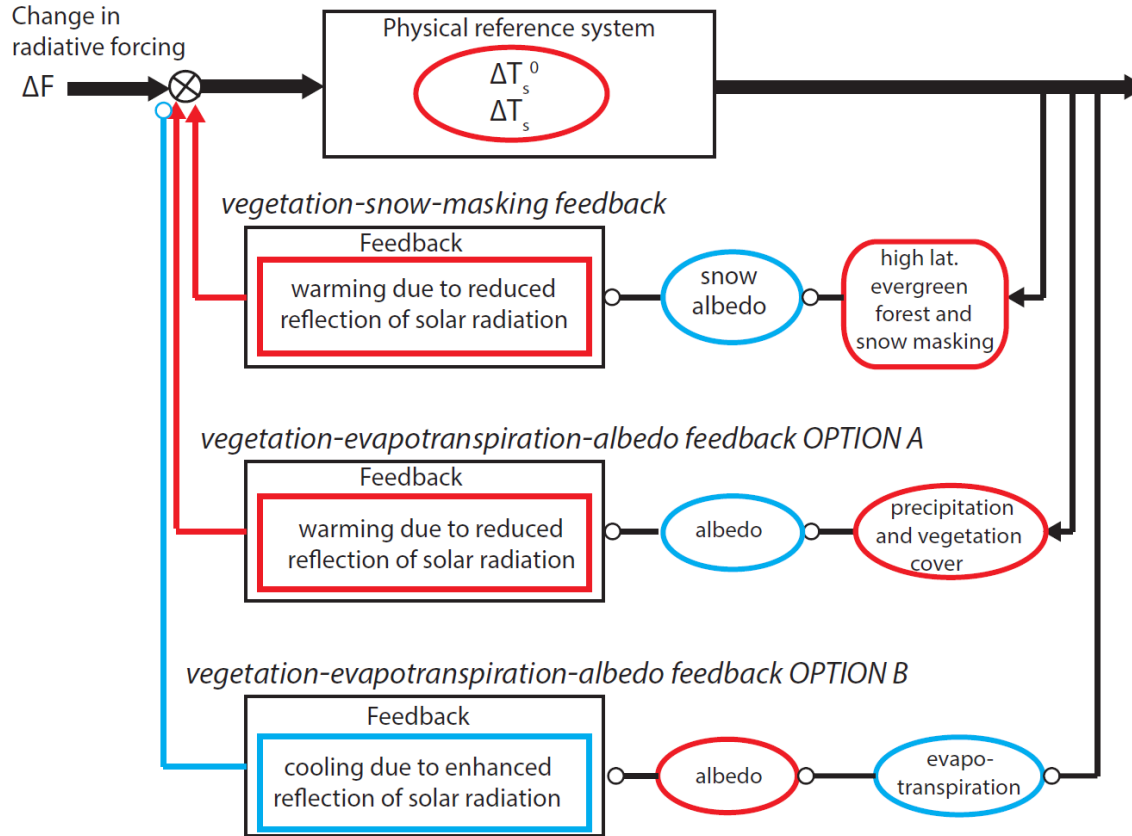 Change in
radiative forcing
ΔF
Physical reference system
ΔTs⁰
ΔTs
vegetation-snow-masking feedback
Feedback
warming due to reduced
reflection of solar radiation
snow
albedo
high lat.
evergreen
forest and
snow masking
vegetation-evapotranspiration-albedo feedback OPTION A
Feedback
warming due to reduced
reflection of solar radiation
albedo
precipitation
and vegetation
cover
vegetation-evapotranspiration-albedo feedback OPTION B
Feedback
cooling due to enhanced
reflection of solar radiation
albedo
evapo-
transpiration